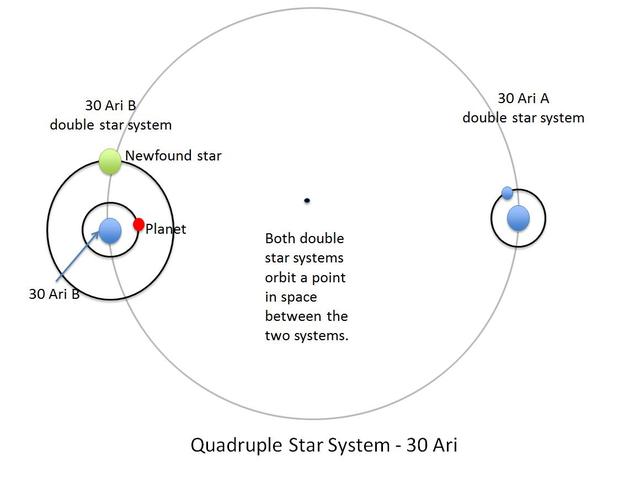 30 Ari B
double star system
30 Ari A
double star system
Newfound star
Planet
30 Ari B
Both double
star systems
orbit a point
in space
between the
two systems.
Quadruple Star System - 30 Ari